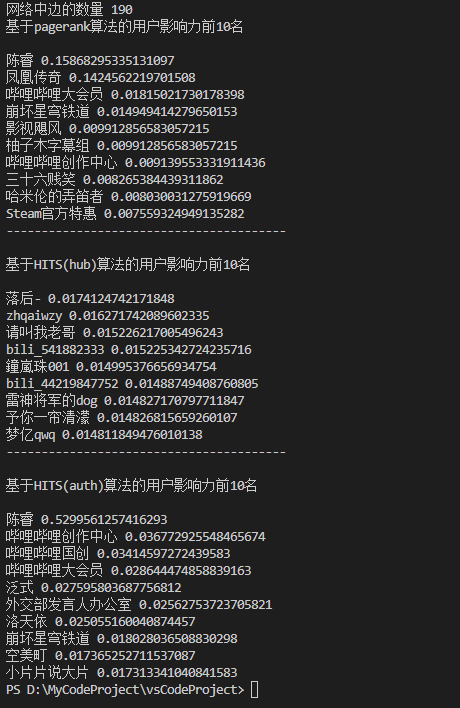 网络中边的数量 190
基于pagerank算法的用户影响力前10名
陈睿 0.15868295335131097
凤凰传奇 0.1424562219701508
哔哩哔哩大会员 0.01815021730178398
崩坏星穹铁道 0.014949414279650153
影视飓风 0.009912856583057215
柚子木字幕组 0.009912856583057215
哔哩哔哩创作中心 0.009139553331911436
三十六贱笑 0.008265384439311862
哈米伦的弄笛者 0.008030031275919669
Steam官方特惠 0.007559324949135282
----------------------------------------
基于HITS(hub)算法的用户影响力前10名
落后- 0.0174124742171848
zhqaiwzy 0.016271742089602335
请叫我老哥 0.015226217005496243
bili_541882333 0.015225342724235716
鐘嵐珠001 0.014995376656934754
bili_44219847752 0.01488749408760805
雷神将军的dog 0.014827170797711847
予你一帘清濛 0.014826815659260107
梦亿qwq 0.014811849476010138
----------------------------------------
基于HITS(auth)算法的用户影响力前10名
陈睿 0.5299561257416293
哔哩哔哩创作中心 0.036772925548465674
哔哩哔哩国创 0.03414597272439583
哔哩哔哩大会员 0.028644474858839163
泛式 0.027595803687756812
外交部发言人办公室 0.02562753723705821
洛天依 0.025055160040874457
崩坏星穹铁道 0.018028036508830298
空美町 0.017365252711537087
小片片说大片 0.017313341040841583
PS D:\MyCodeProject\vsCodeProject>